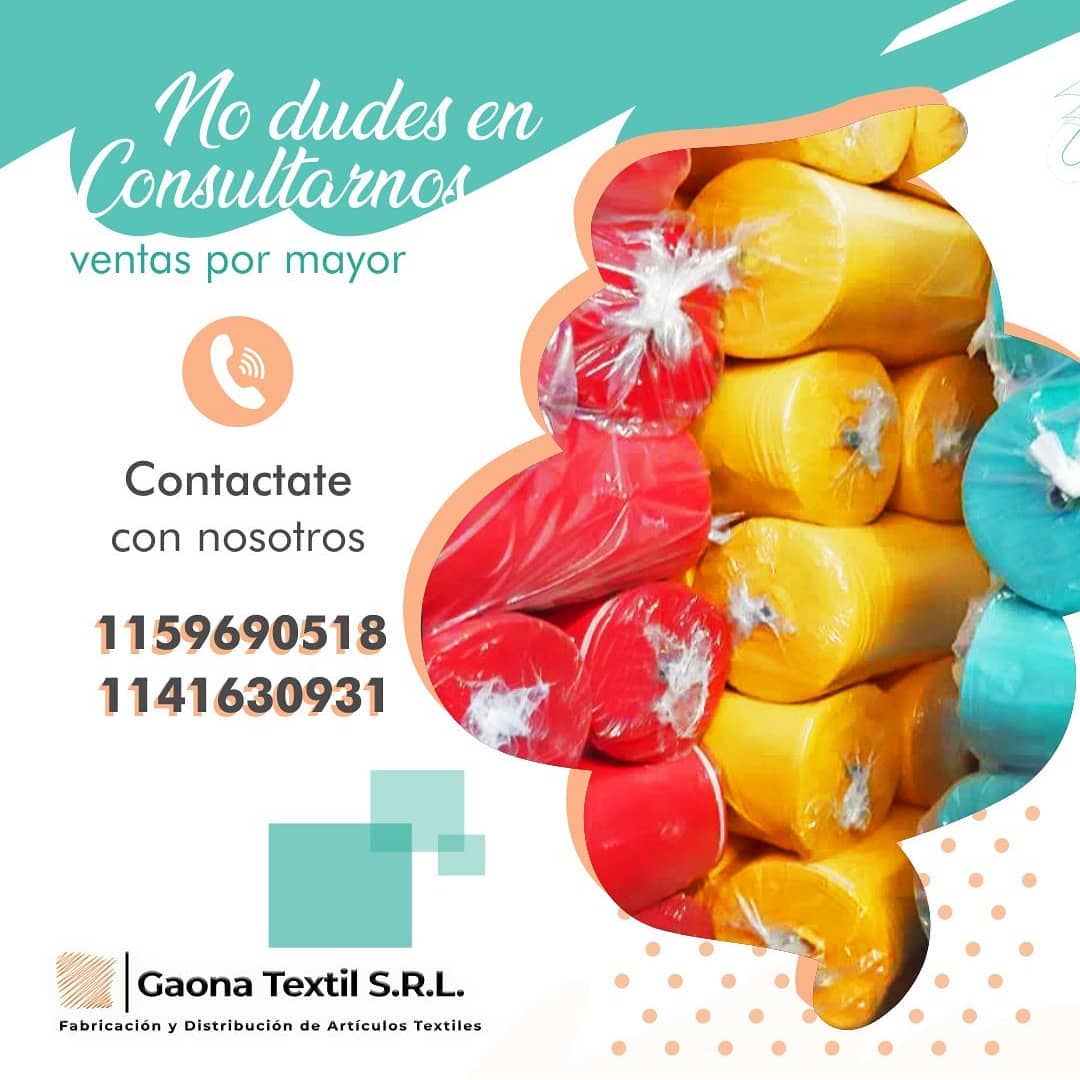 No dudes en
Consultarnos
ventas por mayor
Contactate
con nosotros
1159690518
1141630931
Gaona Textil S.R.L.
Fabricación y Distribución de Artículos Textiles